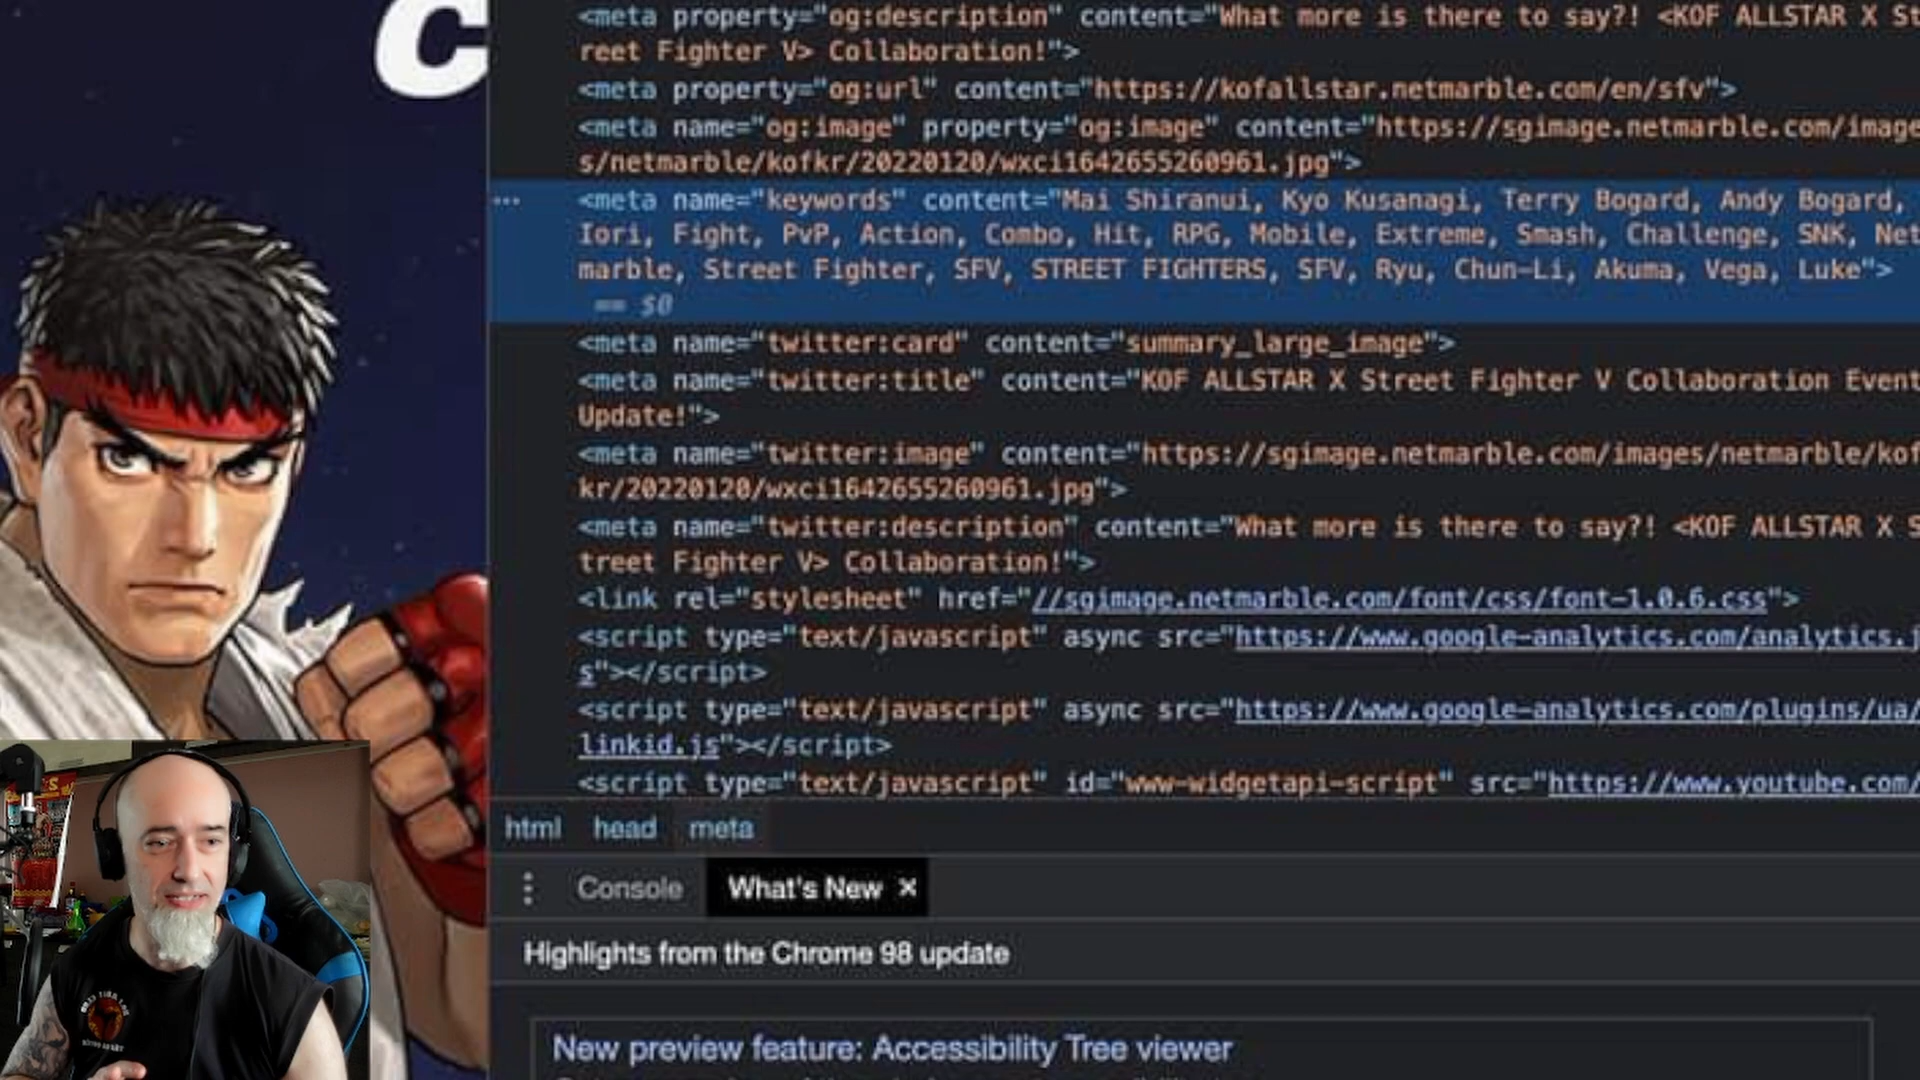 C
<meta property="og:description" content="What more is there to say?! <KOF ALLSTAR X St
reet Fighter V> Collaboration!">
<meta property="og:url" content="https://kofallstar.netmarble.com/en/sfv">
<meta name="og:image" property="og:image" content="https://sgimage.netmarble.com/image
s/netmarble/kofkr/20220120/wxci1642655260961.jpg">
<meta name="keywords" content="Mai Shiranui, Kyo Kusanagi, Terry Bogard, Andy Bogard,
Iori, Fight, PvP, Action, Combo, Hit, RPG, Mobile, Extreme, Smash, Challenge, SNK, Net
marble, Street Fighter, SFV, STREET FIGHTERS, SFV, Ryu, Chun-Li, Akuma, Vega, Luke">
== $0
<meta name="twitter:card" content="summary_large_image">
<meta name="twitter:title" content="KOF ALLSTAR X Street Fighter V Collaboration Event
Update!">
<meta name="twitter:image" content="https://sgimage.netmarble.com/images/netmarble/kof
kr/20220120/wxci1642655260961.jpg">
<meta name="twitter:description" content="What more is there to say?! <KOF ALLSTAR X S
treet Fighter V> Collaboration!">
<link rel="stylesheet" href="//sgimage.netmarble.com/font/css/font-1.0.6.css">
<script type="text/javascript" async src="https://www.google-analytics.com/analytics.j
s"></script>
<script type="text/javascript" async src="https://www.google-analytics.com/plugins/ua/
linkid.js"></script>
<script type="text/javascript" id="www-widgetapi-script" src="https://www.youtube.com/
html head meta
Console What's New ×
Highlights from the Chrome 98 update
New preview feature: Accessibility Tree viewer